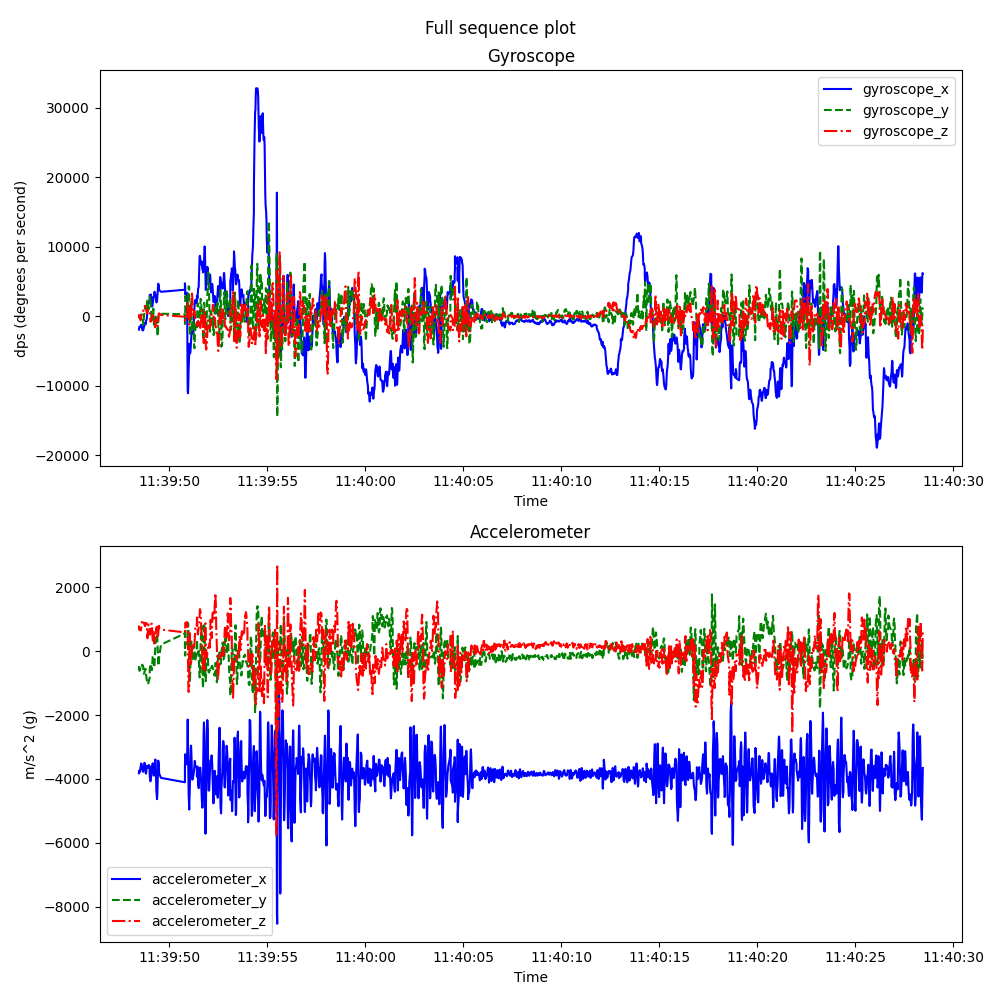 Full sequence plot
Gyroscope
30000
20000
10000
0
−10000
−20000
dps (degrees per second)
gyroscope_x
gyroscope_y
gyroscope_z
11:39:50 11:39:55 11:40:00 11:40:05 11:40:10 11:40:15 11:40:20 11:40:25 11:40:30
Time
Accelerometer
2000
0
−2000
−4000
−6000
−8000
m/s^2 (g)
accelerometer_x
accelerometer_y
accelerometer_z
11:39:50 11:39:55 11:40:00 11:40:05 11:40:10 11:40:15 11:40:20 11:40:25 11:40:30
Time